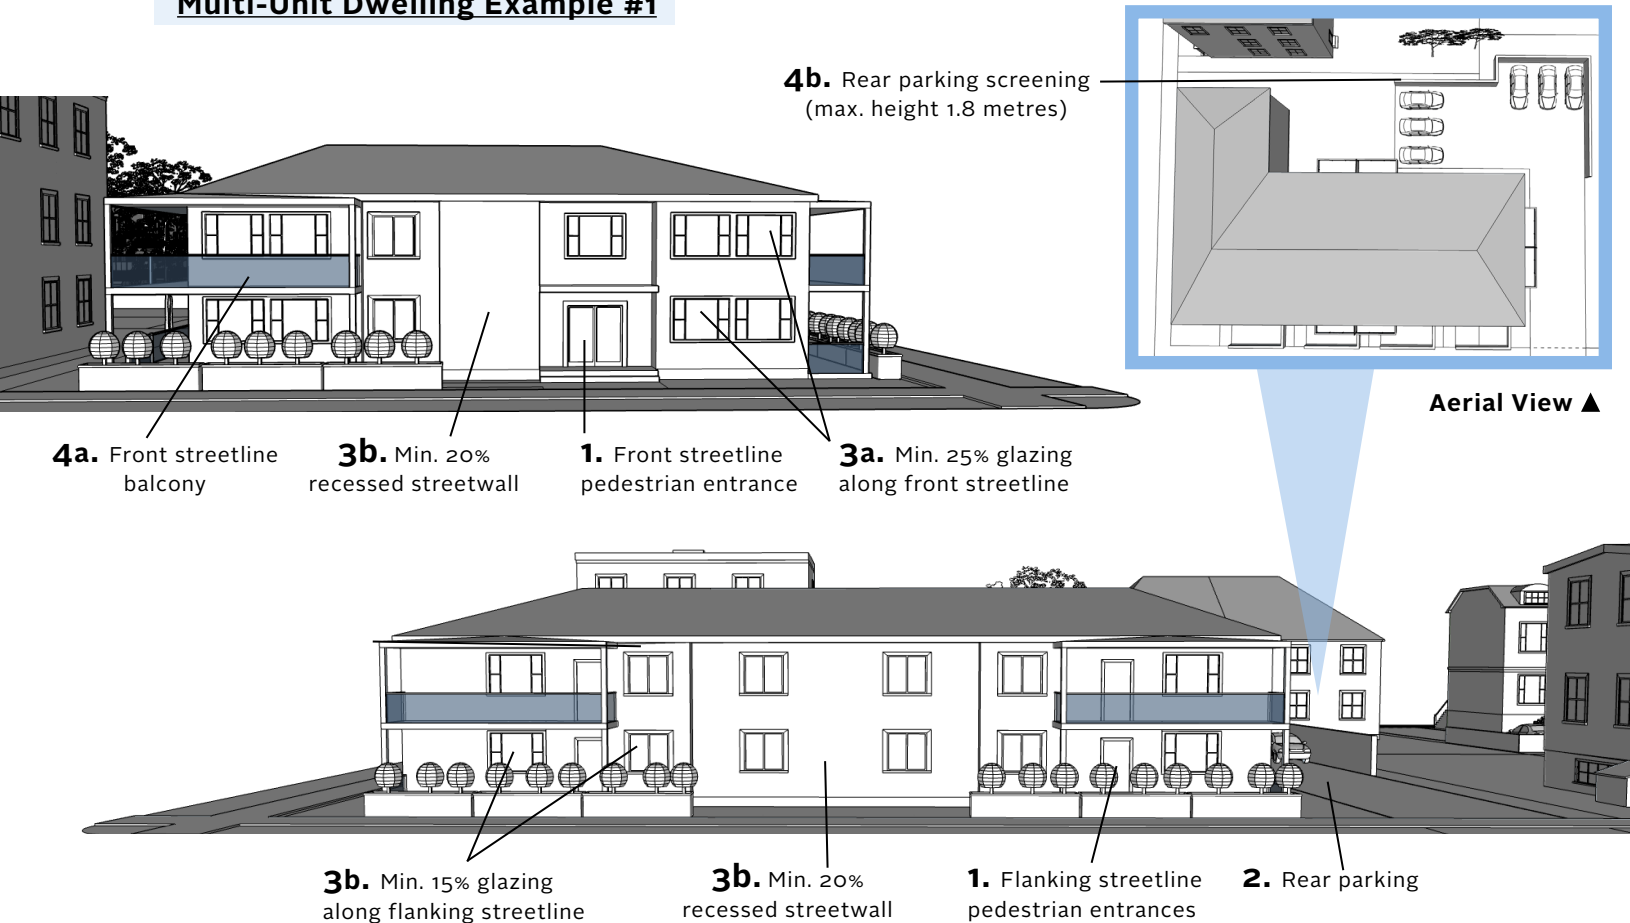 Multi-Unit Dwelling Example #1
4b. Rear parking screening
(max. height 1.8 metres)
Aerial View ▲
4a. Front streetline
balcony
3b. Min. 20%
recessed streetwall
1. Front streetline
pedestrian entrance
3a. Min. 25% glazing
along front streetline
3b. Min. 15% glazing
along flanking streetline
3b. Min. 20%
recessed streetwall
1. Flanking streetline
pedestrian entrances
2. Rear parking